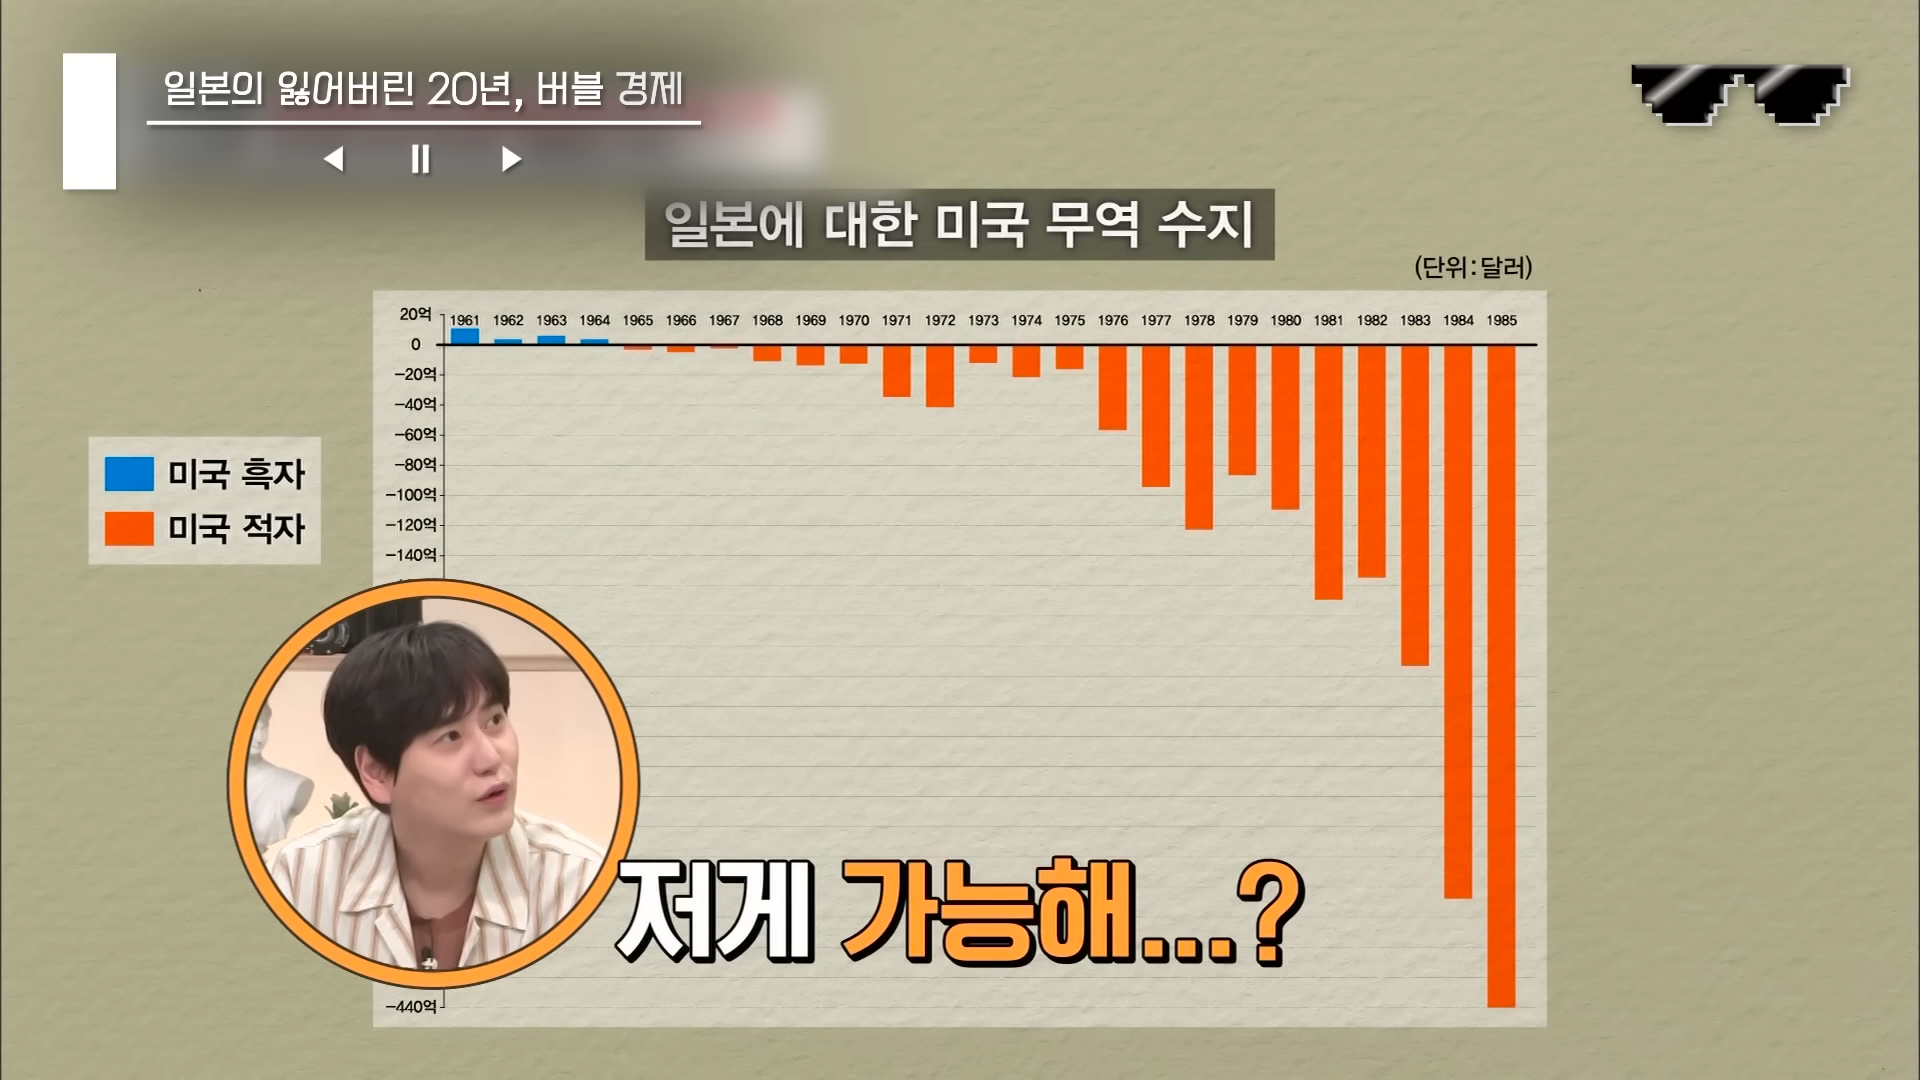 일본의 잃어버린 20년, 버블 경제
일본에 대한 미국 무역 수지
(단위:달러)
20억
1961 1962 1963 1964 1965 1966 1967 1968 1969 1970 1971 1972 1973 1974 1975 1976 1977 1978 1979 1980 1981 1982 1983 1984 1985
0
-20억
-40억
-60억
-80억
-100억
-120억
-140억
미국 흑자
미국 적자
저게 가능해...?
-440억